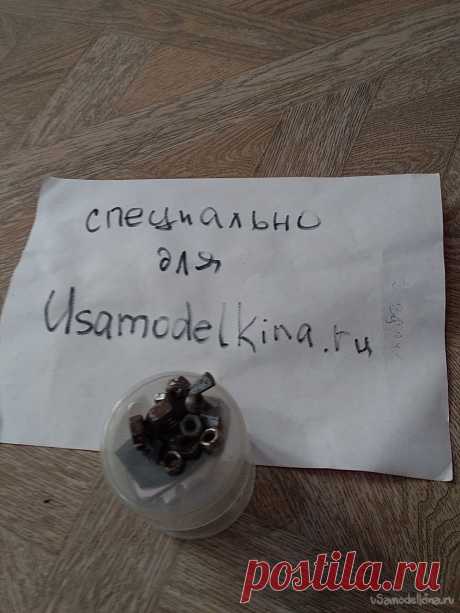 специально
для
Usamodelkina.ru
postila.ru
uSamodelkina.ru